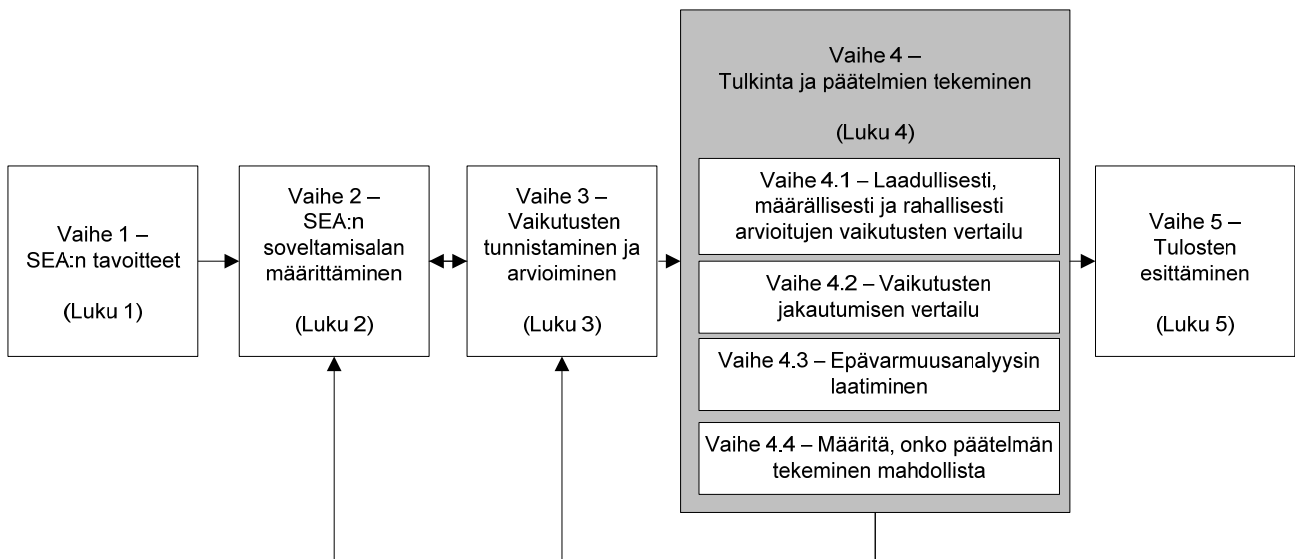 Vaihe 1 –
SEA:n tavoitteet
(Luku 1)
Vaihe 2 –
SEA:n
soveltamisalan
määrittäminen
(Luku 2)
Vaihe 3 –
Vaikutusten
tunnistaminen ja
arvioiminen
(Luku 3)
Vaihe 4 –
Tulkinta ja päätelmien tekeminen
(Luku 4)
Vaihe 4.1 – Laadullisesti,
määrällisesti ja rahallisesti
arvioitujen vaikutusten vertailu
Vaihe 4.2 – Vaikutusten
jakautumisen vertailu
Vaihe 4.3 – Epävarmuusanalyysin
laatiminen
Vaihe 4.4 – Määritä, onko päätelmän
tekeminen mahdollista
Vaihe 5 –
Tulosten
esittäminen
(Luku 5)